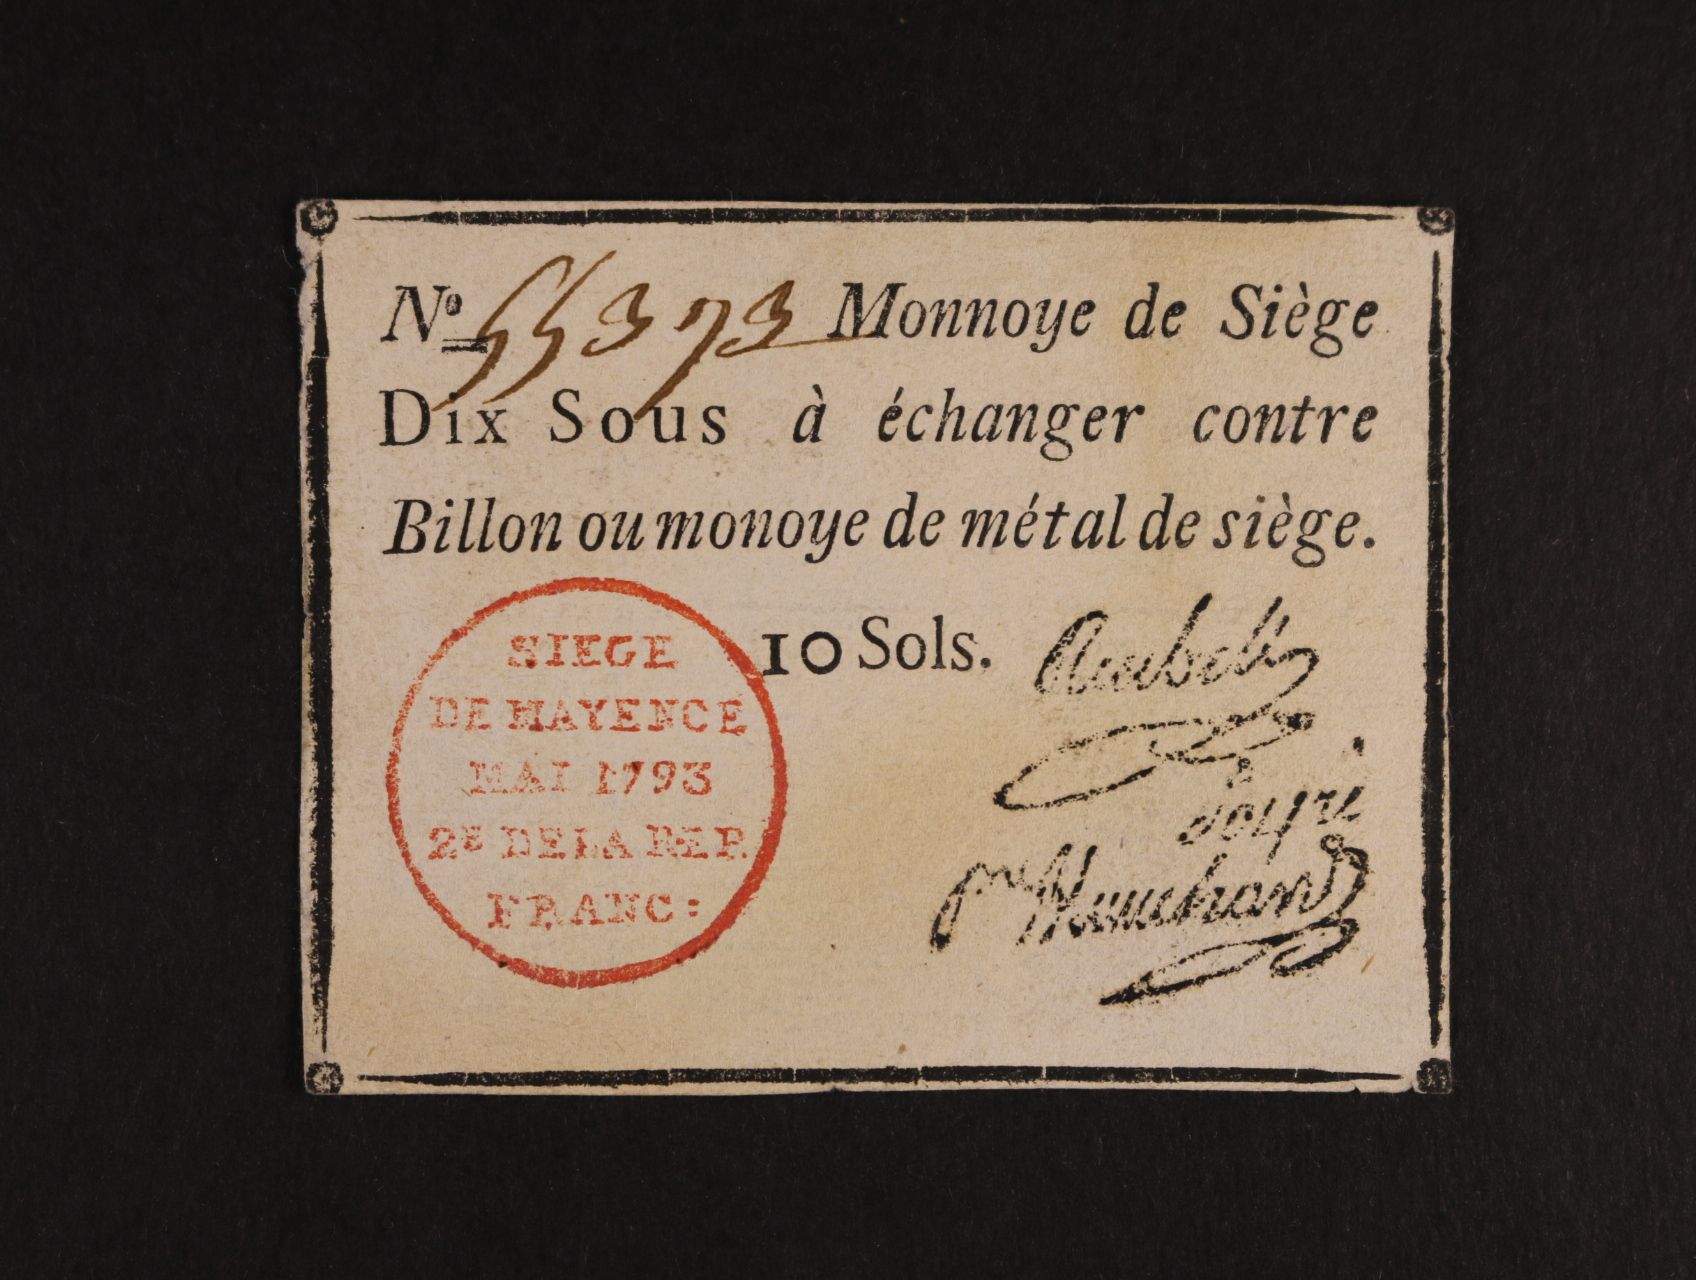 Nº 55373 Monnoye de Siège
Dix Sous à échanger contre
Billon ou monoye de métal de siège.
10 Sols.
SIEGE
DE MAYENCE
MAI 1793
2E DE LA REP.
FRANC: